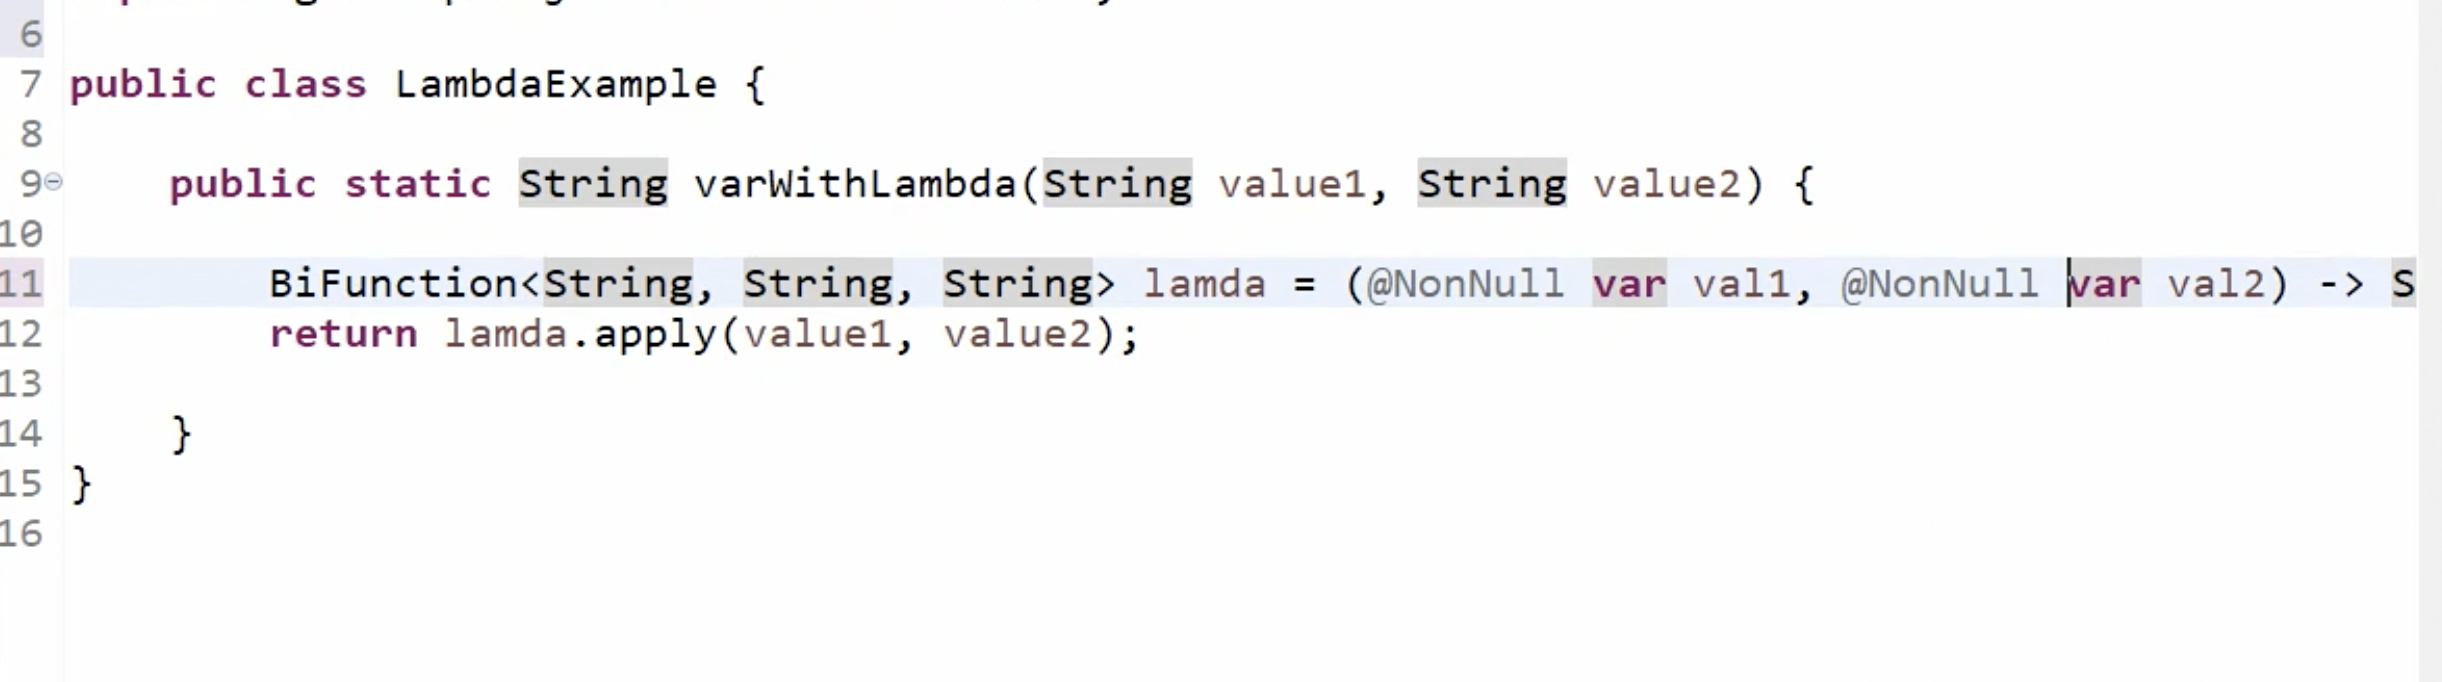 6
7 public class LambdaExample {
8
9 public static String varWithLambda(String value1, String value2) {
10
11 BiFunction<String, String, String> lamda = (@NonNull var val1, @NonNull var val2) -> S
12 return lamda.apply(value1, value2);
13
14 }
15 }
16